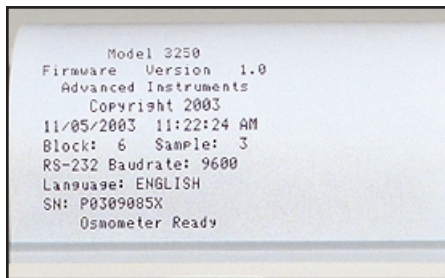 Model 3250
Firmware Version 1.0
Advanced Instruments
Copyright 2003
11/05/2003 11:22:24 AM
Block: 6 Sample: 3
RS-232 Baudrate: 9600
Language: ENGLISH
SN: P0309085X
Osmometer Ready